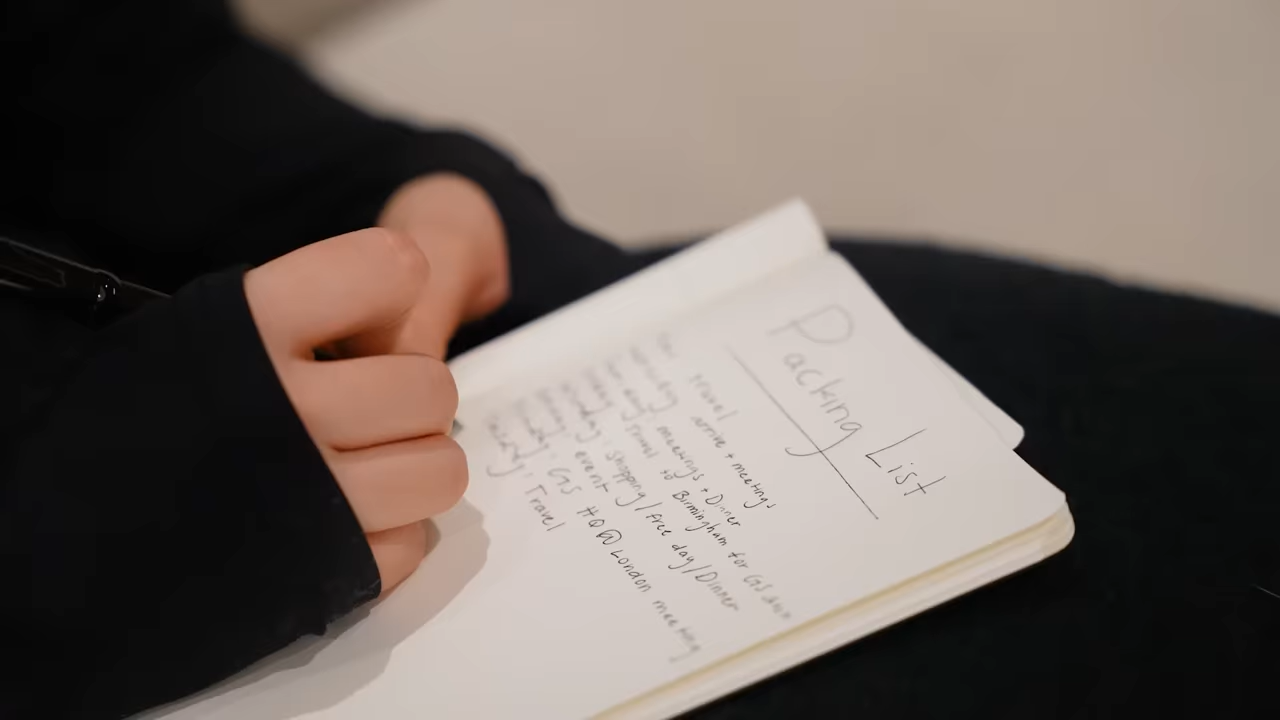 Packing List
travel
arrive + meetings
meetings + Dinner
Travel to Birmingham for GS
shopping/free day/Dinner
event
GS HQ @ London meeting
Travel